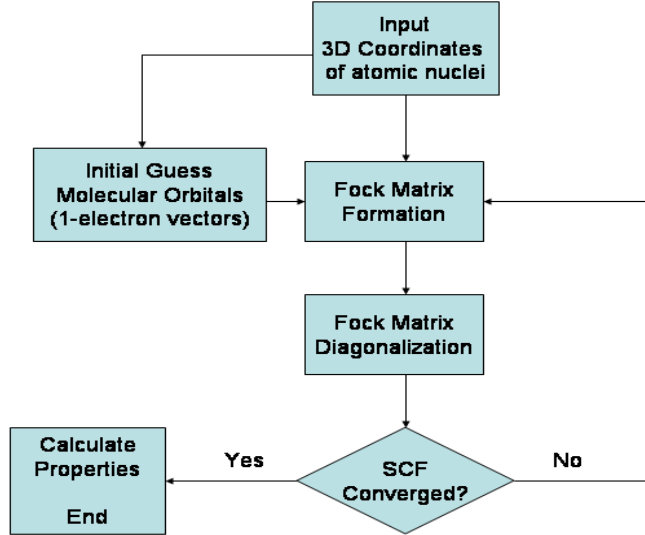 Input
3D Coordinates
of atomic nuclei
Initial Guess
Molecular Orbitals
(1-electron vectors)
Fock Matrix
Formation
Fock Matrix
Diagonalization
SCF
Converged?
Yes
No
Calculate
Properties
End